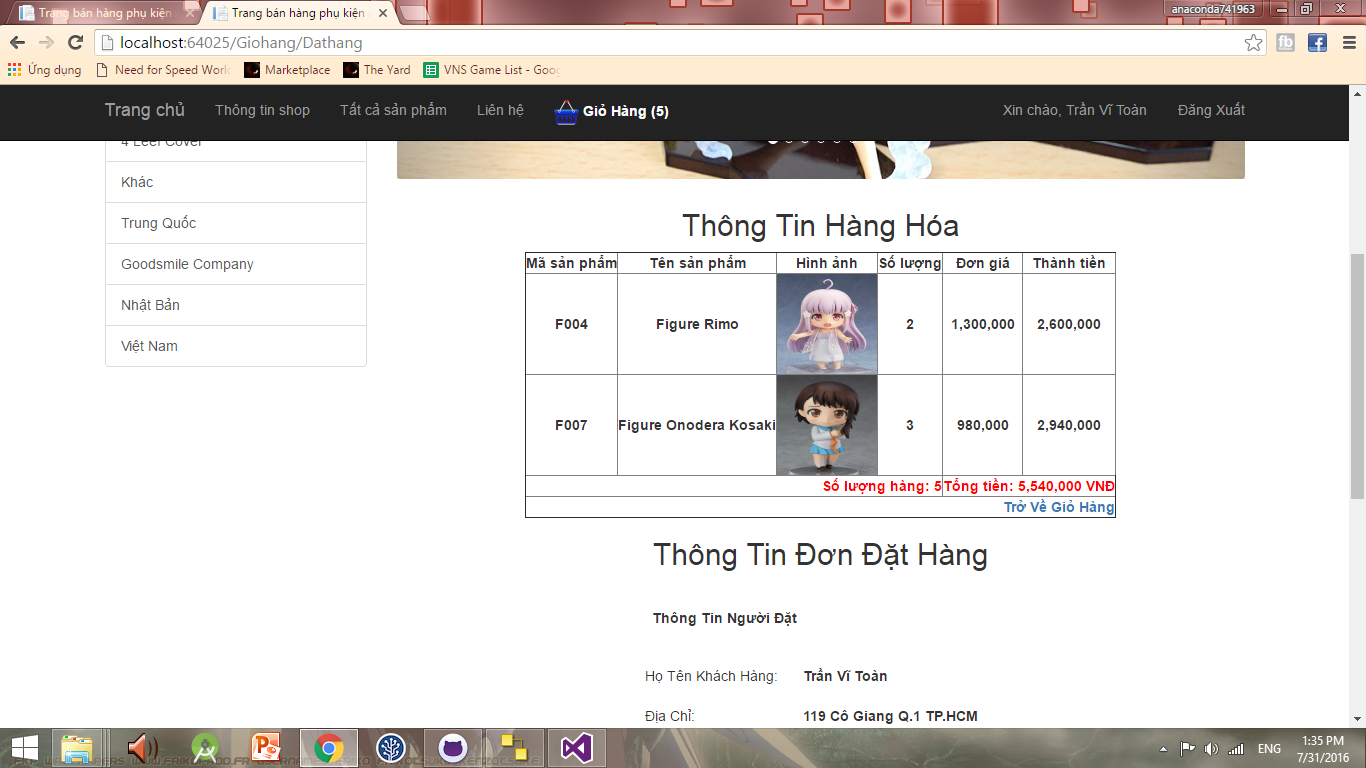 Trang bán hàng phụ kiện
Trang bán hàng phụ kiện
anaconda741963
localhost:64025/Giohang/Dathang
Ứng dụng
Need for Speed World
Marketplace
The Yard
VNS Game List - Goog
Trang chủ
Thông tin shop
Tất cả sản phẩm
Liên hệ
Giỏ Hàng (5)
Xin chào, Trần Vĩ Toàn
Đăng Xuất
4 Leef Cover
Khác
Trung Quốc
Goodsmile Company
Nhật Bản
Việt Nam
Thông Tin Hàng Hóa
Mã sản phẩm Tên sản phẩm Hình ảnh Số lượng Đơn giá Thành tiền
F004 Figure Rimo 2 1,300,000 2,600,000
F007 Figure Onodera Kosaki 3 980,000 2,940,000
Số lượng hàng: 5 Tổng tiền: 5,540,000 VNĐ
Trở Về Giỏ Hàng
Thông Tin Đơn Đặt Hàng
Thông Tin Người Đặt
Họ Tên Khách Hàng: Trần Vĩ Toàn
Địa Chỉ: 119 Cô Giang Q.1 TP.HCM
ENG
1:35 PM
7/31/2016